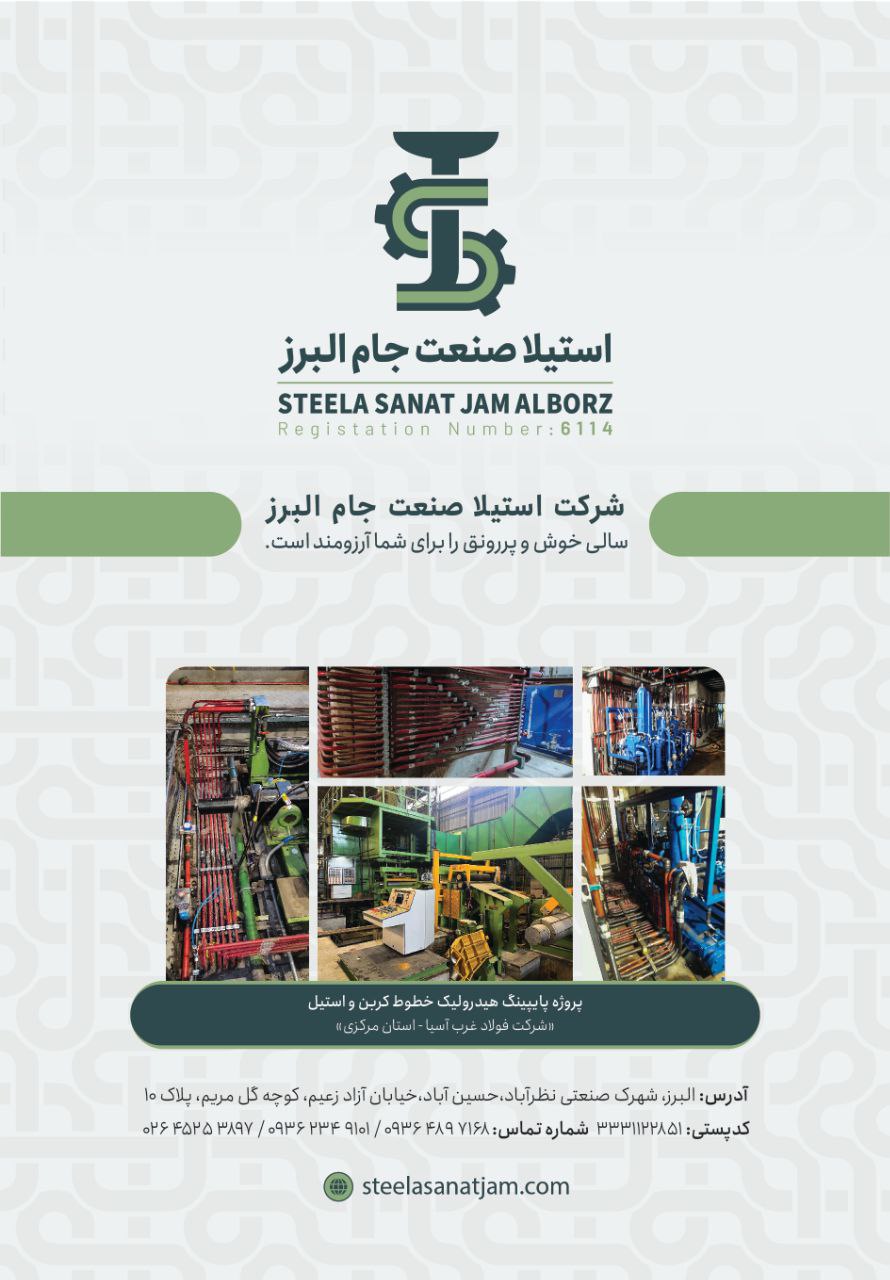 استیلا صنعت جام البرز
STEELA SANAT JAM ALBORZ
Registation Number: 6114
شرکت استیلا صنعت جام البرز
سالی خوش و پررونق را برای شما آرزومند است.
پروژه پایپینگ هیدرولیک خطوط کربن و استیل
«شرکت فولاد غرب آسیا - استان مرکزی»
آدرس: البرز، شهرک صنعتی نظرآباد،حسین آباد،خیابان آزاد زعیم، کوچه گل مریم، پلاک ۱۰
کدپستی: ۳۳۳۱۱۲۲۸۵۱ شماره تماس: ۰۹۳۶ ۴۸۹ ۷۱۶۸ / ۰۹۳۶ ۲۳۴ ۹۱۰۱ / ۰۲۶ ۴۵۲۵ ۳۸۹۷
steelasanatjam.com